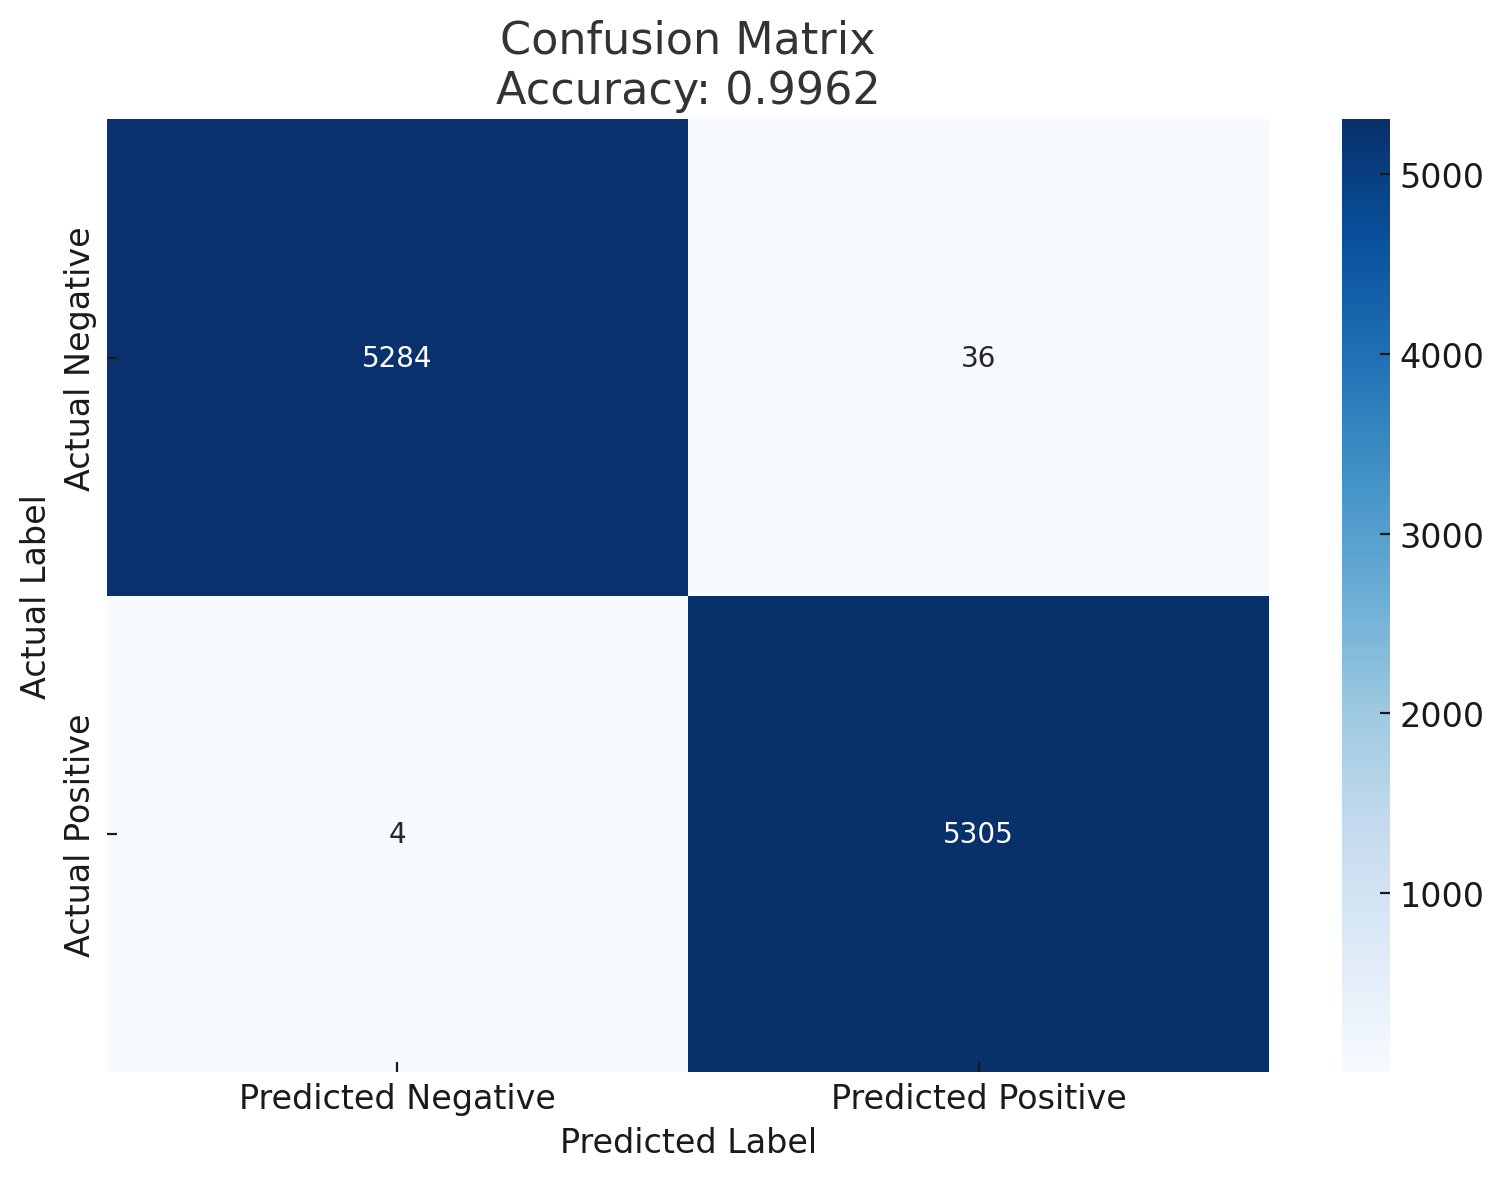 Confusion Matrix
Accuracy: 0.9962
Actual Label
Actual Negative
Actual Positive
5284
36
4
5305
Predicted Negative
Predicted Positive
Predicted Label
5000
4000
3000
2000
1000